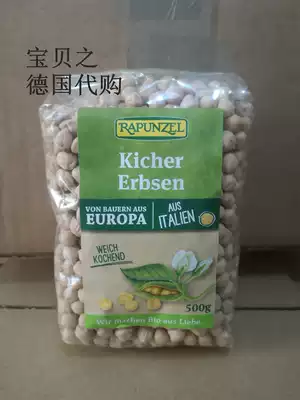 宝贝之
德国代购
RAPUNZEL
Kicher
Erbsen
VON BAUERN AUS
EUROPA
AUS
ITALIEN
WEICH
KOCHEND
500g
Wir machen Bio aus Liebe.